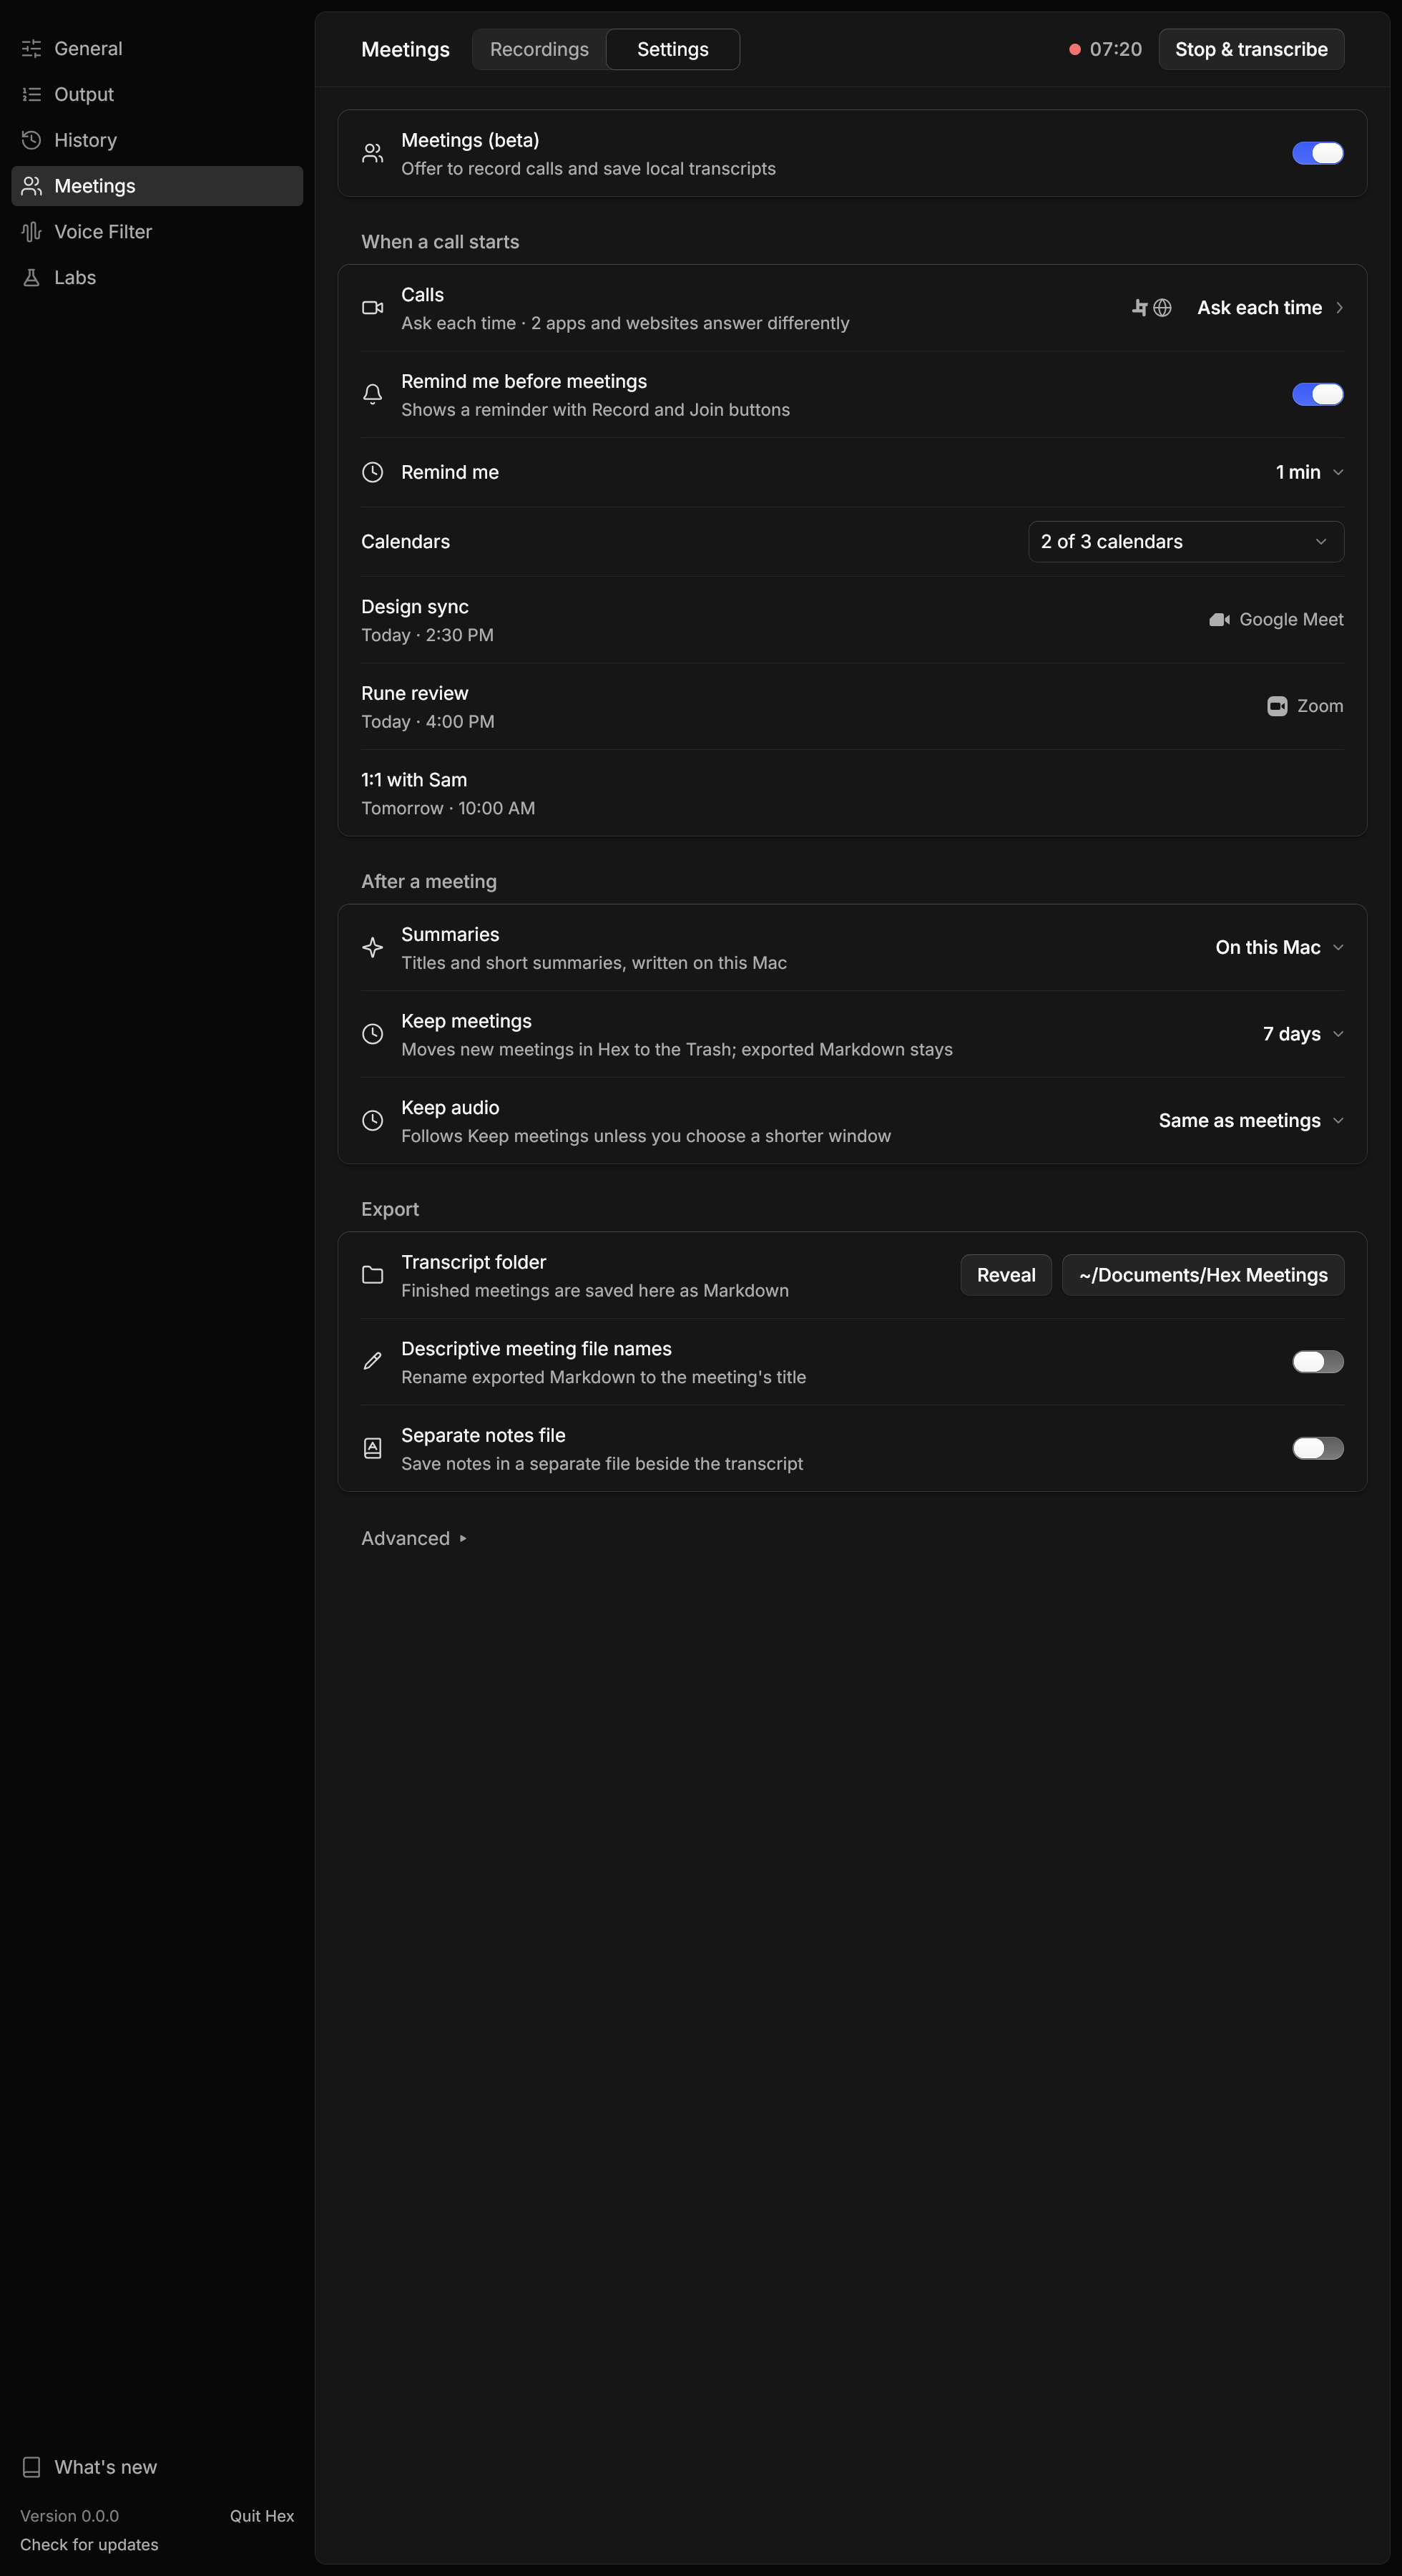 General
Output
History
Meetings
Voice Filter
Labs
Meetings
Recordings
Settings
07:20
Stop & transcribe
Meetings (beta)
Offer to record calls and save local transcripts
When a call starts
Calls
Ask each time · 2 apps and websites answer differently
Ask each time
Remind me before meetings
Shows a reminder with Record and Join buttons
Remind me
1 min
Calendars
2 of 3 calendars
Design sync
Today · 2:30 PM
Google Meet
Rune review
Today · 4:00 PM
Zoom
1:1 with Sam
Tomorrow · 10:00 AM
After a meeting
Summaries
Titles and short summaries, written on this Mac
On this Mac
Keep meetings
Moves new meetings in Hex to the Trash; exported Markdown stays
7 days
Keep audio
Follows Keep meetings unless you choose a shorter window
Same as meetings
Export
Transcript folder
Finished meetings are saved here as Markdown
Reveal
~/Documents/Hex Meetings
Descriptive meeting file names
Rename exported Markdown to the meeting's title
Separate notes file
Save notes in a separate file beside the transcript
Advanced
What's new
Version 0.0.0
Quit Hex
Check for updates